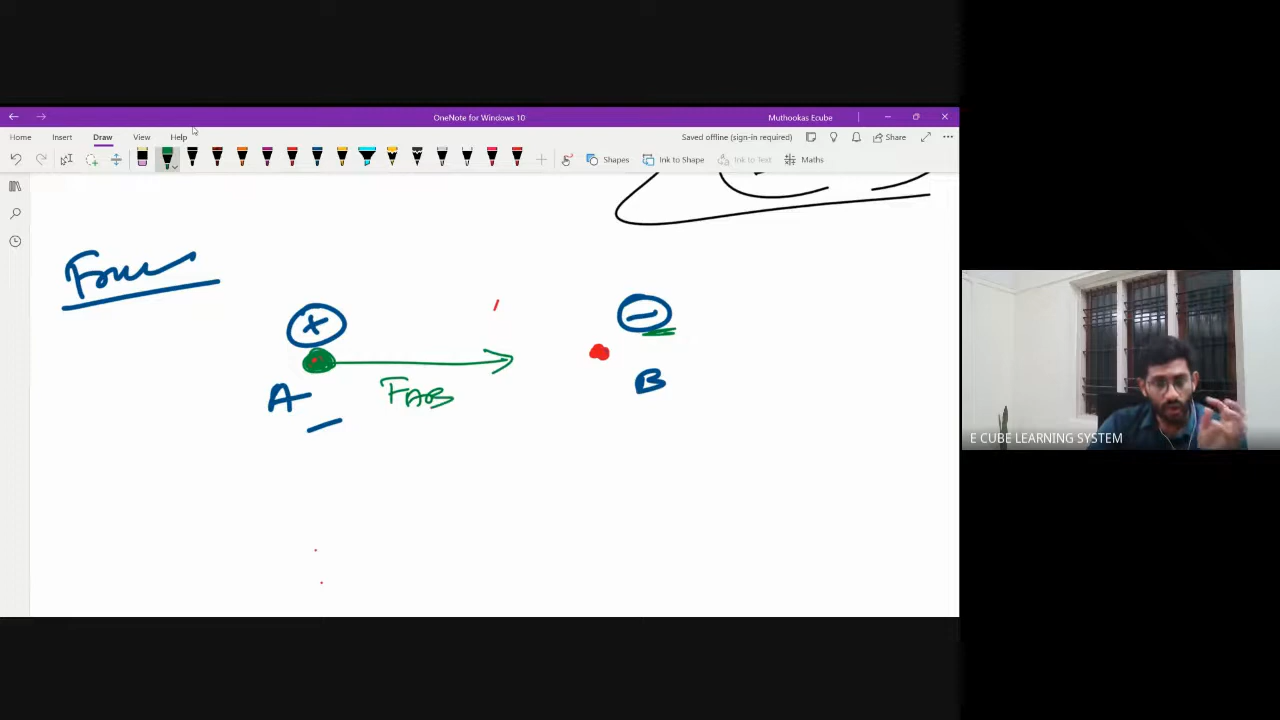 OneNote for Windows 10
Muthookas Ecube
Home Insert Draw View Help
Saved offline (sign-in required)
Share
Shapes
Ink to Shape
Ink to Text
Maths
Force
+
−
A
FAB
B
E CUBE LEARNING SYSTEM